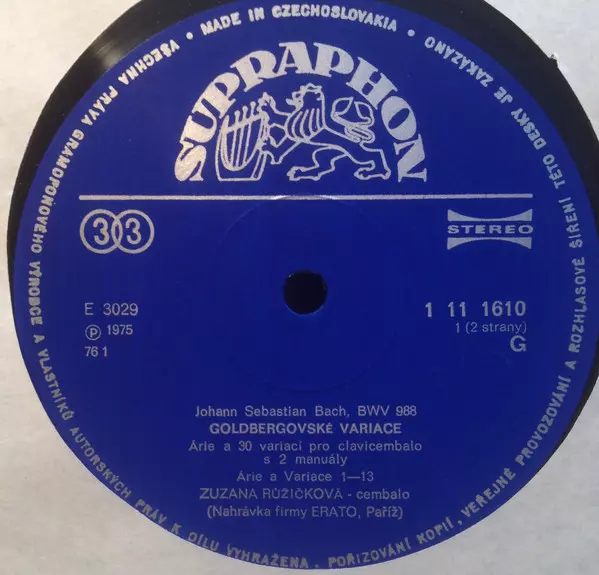 VŠECHNA PRÁVA GRAMOFONOVÉHO VÝROBCE A VLASTNÍKŮ AUTORSKÝCH PRÁV K DÍLU VYHRAŽENA. POŘIZOVÁNÍ KOPIÍ, VEŘEJNÉ PROVOZOVÁNÍ A ROZHLASOVÉ ŠÍŘENÍ TÉTO DESKY JE ZAKÁZÁNO • MADE IN CZECHOSLOVAKIA •
SUPRAPHON
33
STEREO
E 3029
℗ 1975
76 1
1 11 1610
1 (2 strany)
G
Johann Sebastian Bach, BWV 988
GOLDBERGOVSKÉ VARIACE
Árie a 30 variací pro clavicembalo
s 2 manuály
Árie a Variace 1—13
ZUZANA RŮŽIČKOVÁ - cembalo
(Nahrávka firmy ERATO, Paříž)